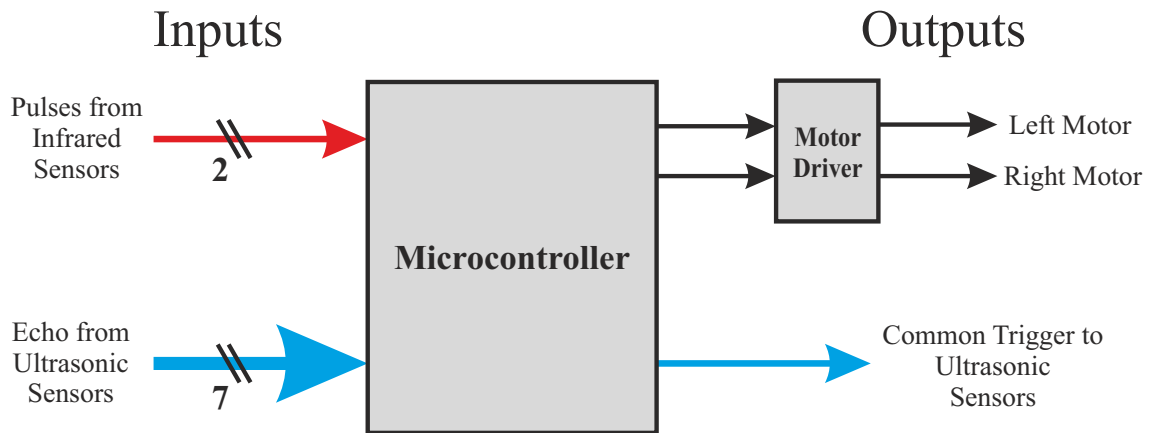 Inputs
Outputs
Pulses from
Infrared
Sensors
2
Microcontroller
Motor
Driver
Left Motor
Right Motor
Echo from
Ultrasonic
Sensors
7
Common Trigger to
Ultrasonic
Sensors